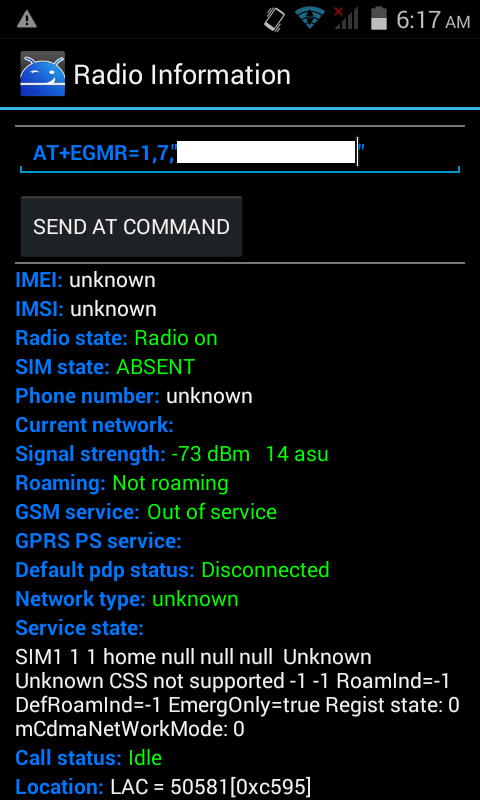 6:17 AM
Radio Information
AT+EGMR=1,7," "
SEND AT COMMAND
IMEI: unknown
IMSI: unknown
Radio state: Radio on
SIM state: ABSENT
Phone number: unknown
Current network:
Signal strength: -73 dBm 14 asu
Roaming: Not roaming
GSM service: Out of service
GPRS PS service:
Default pdp status: Disconnected
Network type: unknown
Service state:
SIM1 1 1 home null null null Unknown
Unknown CSS not supported -1 -1 RoamInd=-1
DefRoamInd=-1 EmergOnly=true Regist state: 0
mCdmaNetWorkMode: 0
Call status: Idle
Location: LAC = 50581[0xc595]